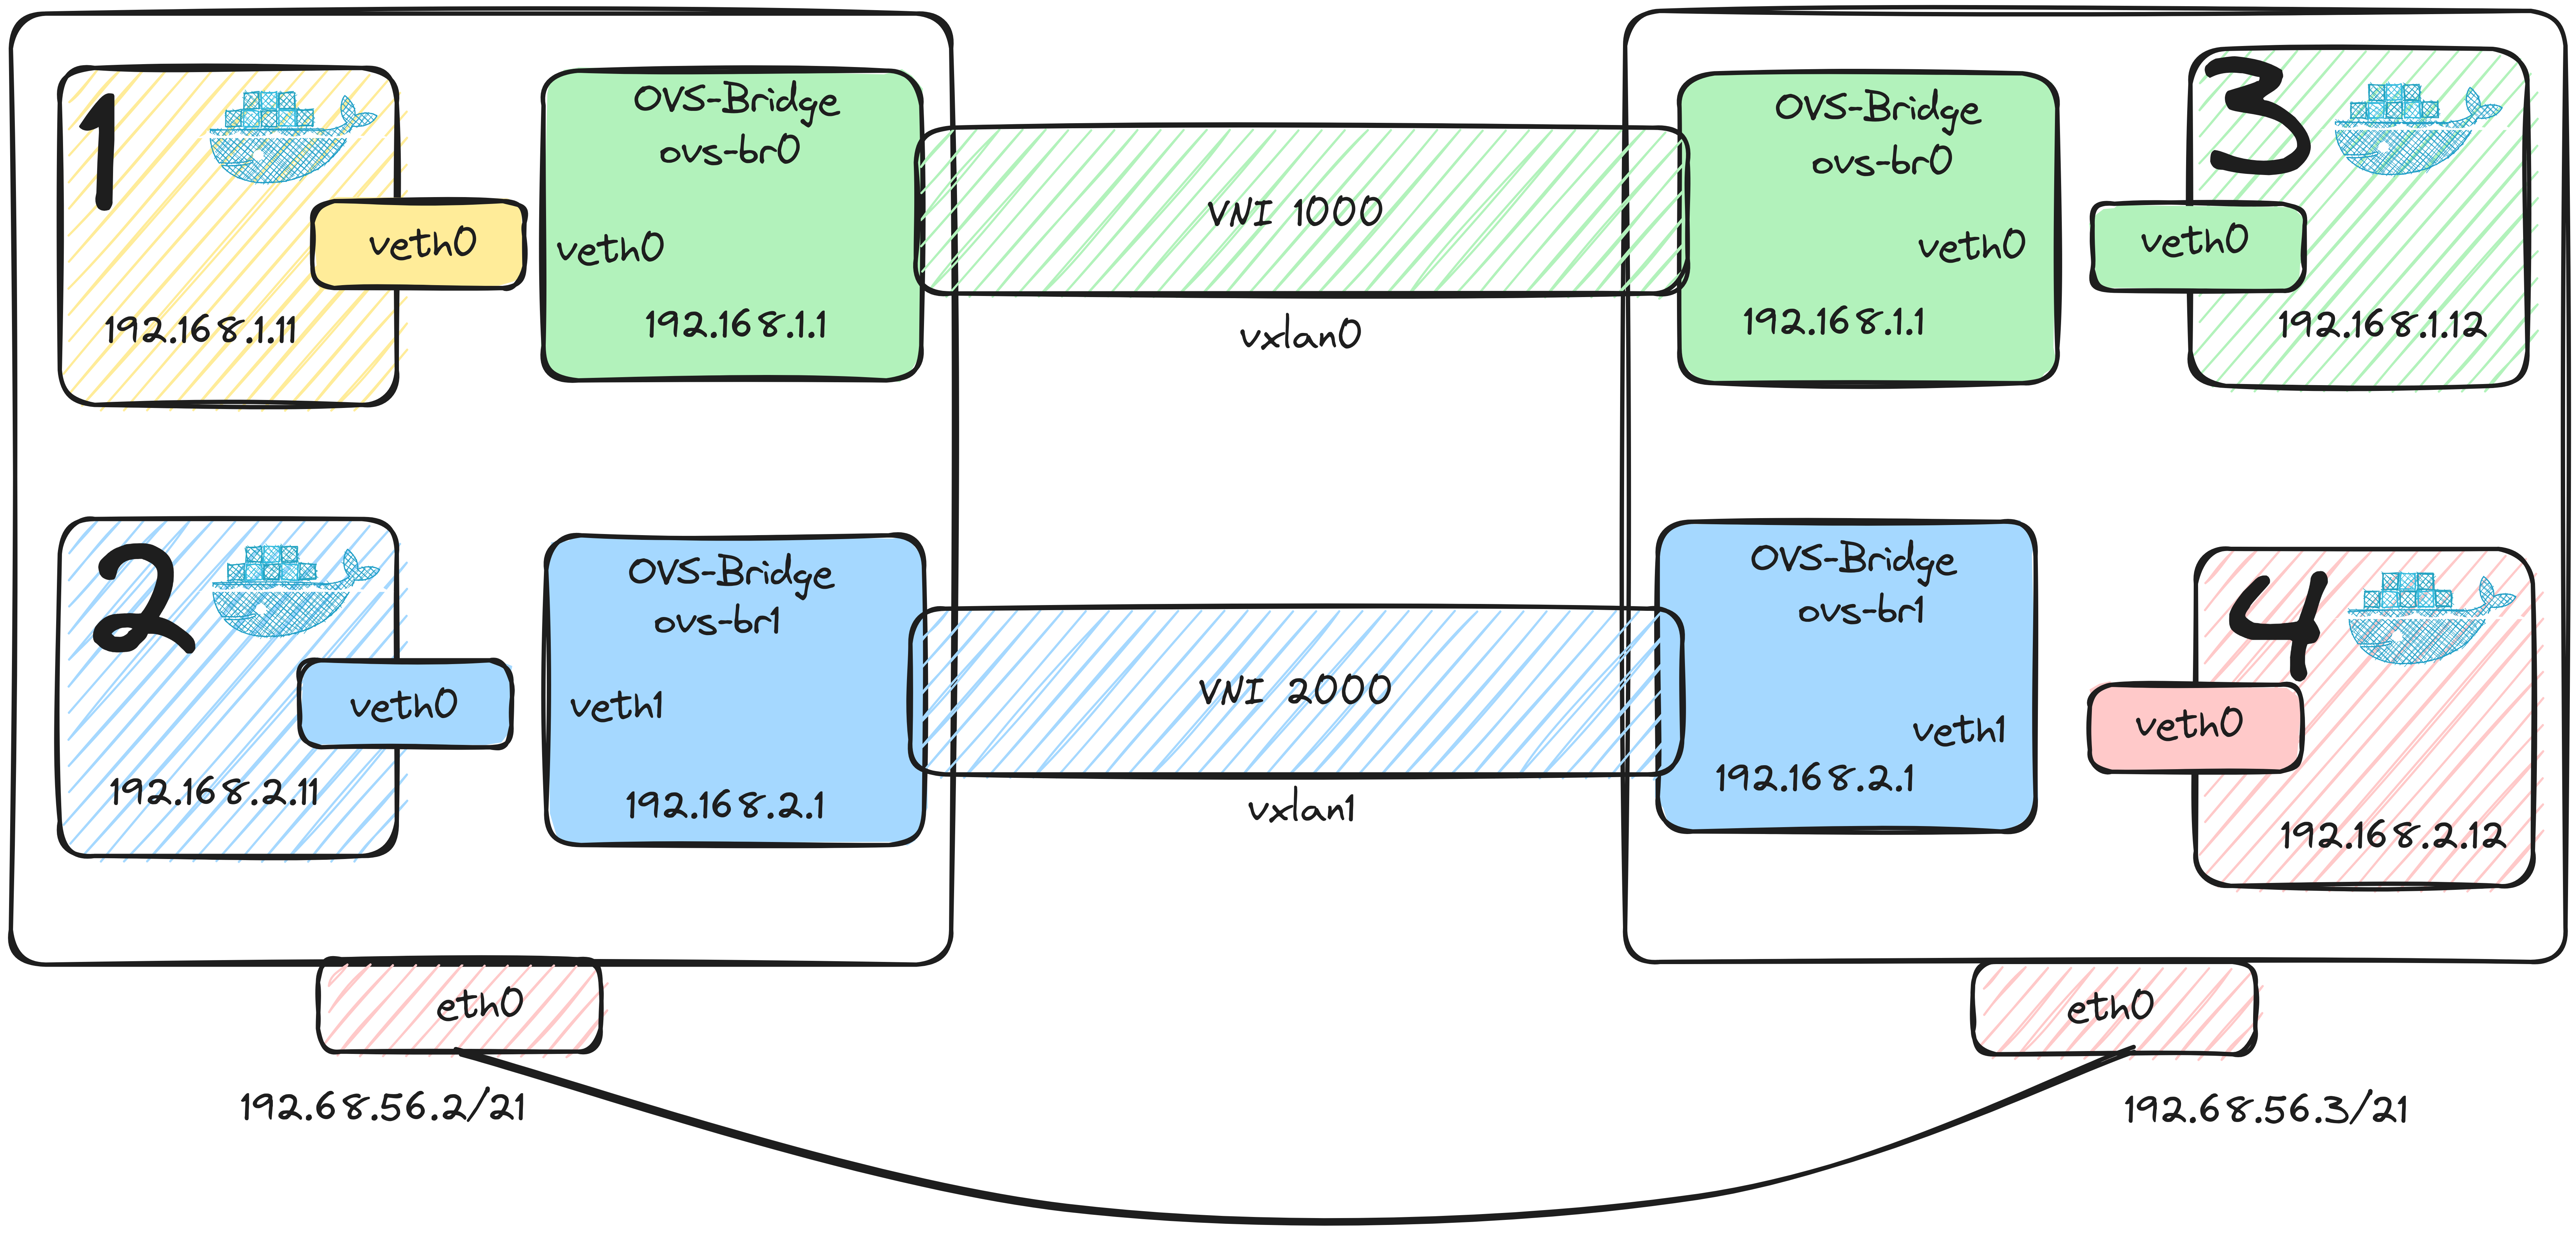 1
veth0
192.168.1.11
OVS-Bridge
ovs-br0
veth0
192.168.1.1
VNI 1000
vxlan0
OVS-Bridge
ovs-br0
veth0
192.168.1.1
3
veth0
192.168.1.12
2
veth0
192.168.2.11
OVS-Bridge
ovs-br1
veth1
192.168.2.1
VNI 2000
vxlan1
OVS-Bridge
ovs-br1
veth1
192.168.2.1
4
veth0
192.168.2.12
eth0
192.68.56.2/21
eth0
192.68.56.3/21